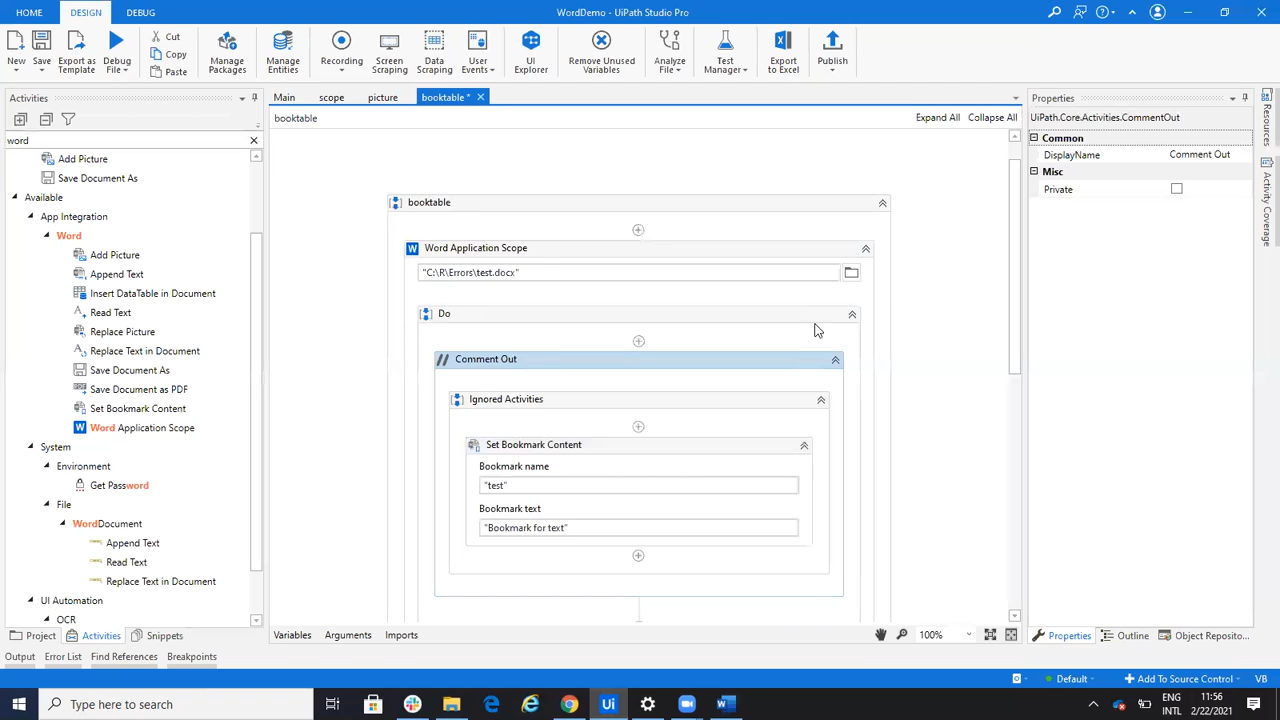 HOME DESIGN DEBUG WordDemo - UiPath Studio Pro
New Save Export as Template Debug File Cut Copy Paste Manage Packages Manage Entities Recording Screen Scraping Data Scraping User Events UI Explorer Remove Unused Variables Analyze File Test Manager Export to Excel Publish
Activities
Main scope picture booktable *
Properties
booktable Expand All Collapse All
UiPath.Core.Activities.CommentOut
word
Common
DisplayName Comment Out
Misc
Private
Add Picture
Save Document As
Available
App Integration
Word
Add Picture
Append Text
Insert DataTable in Document
Read Text
Replace Picture
Replace Text in Document
Save Document As
Save Document as PDF
Set Bookmark Content
Word Application Scope
System
Environment
Get Password
File
WordDocument
Append Text
Read Text
Replace Text in Document
UI Automation
OCR
booktable
Word Application Scope
"C:\R\Errors\test.docx"
Do
Comment Out
Ignored Activities
Set Bookmark Content
Bookmark name
"test"
Bookmark text
"Bookmark for text"
Resources
Activity Coverage
Project Activities Snippets
Variables Arguments Imports 100%
Properties Outline Object Reposito...
Output Error List Find References Breakpoints
0 Default Add To Source Control VB
Type here to search
Ui
ENG
INTL
11:56
2/22/2021